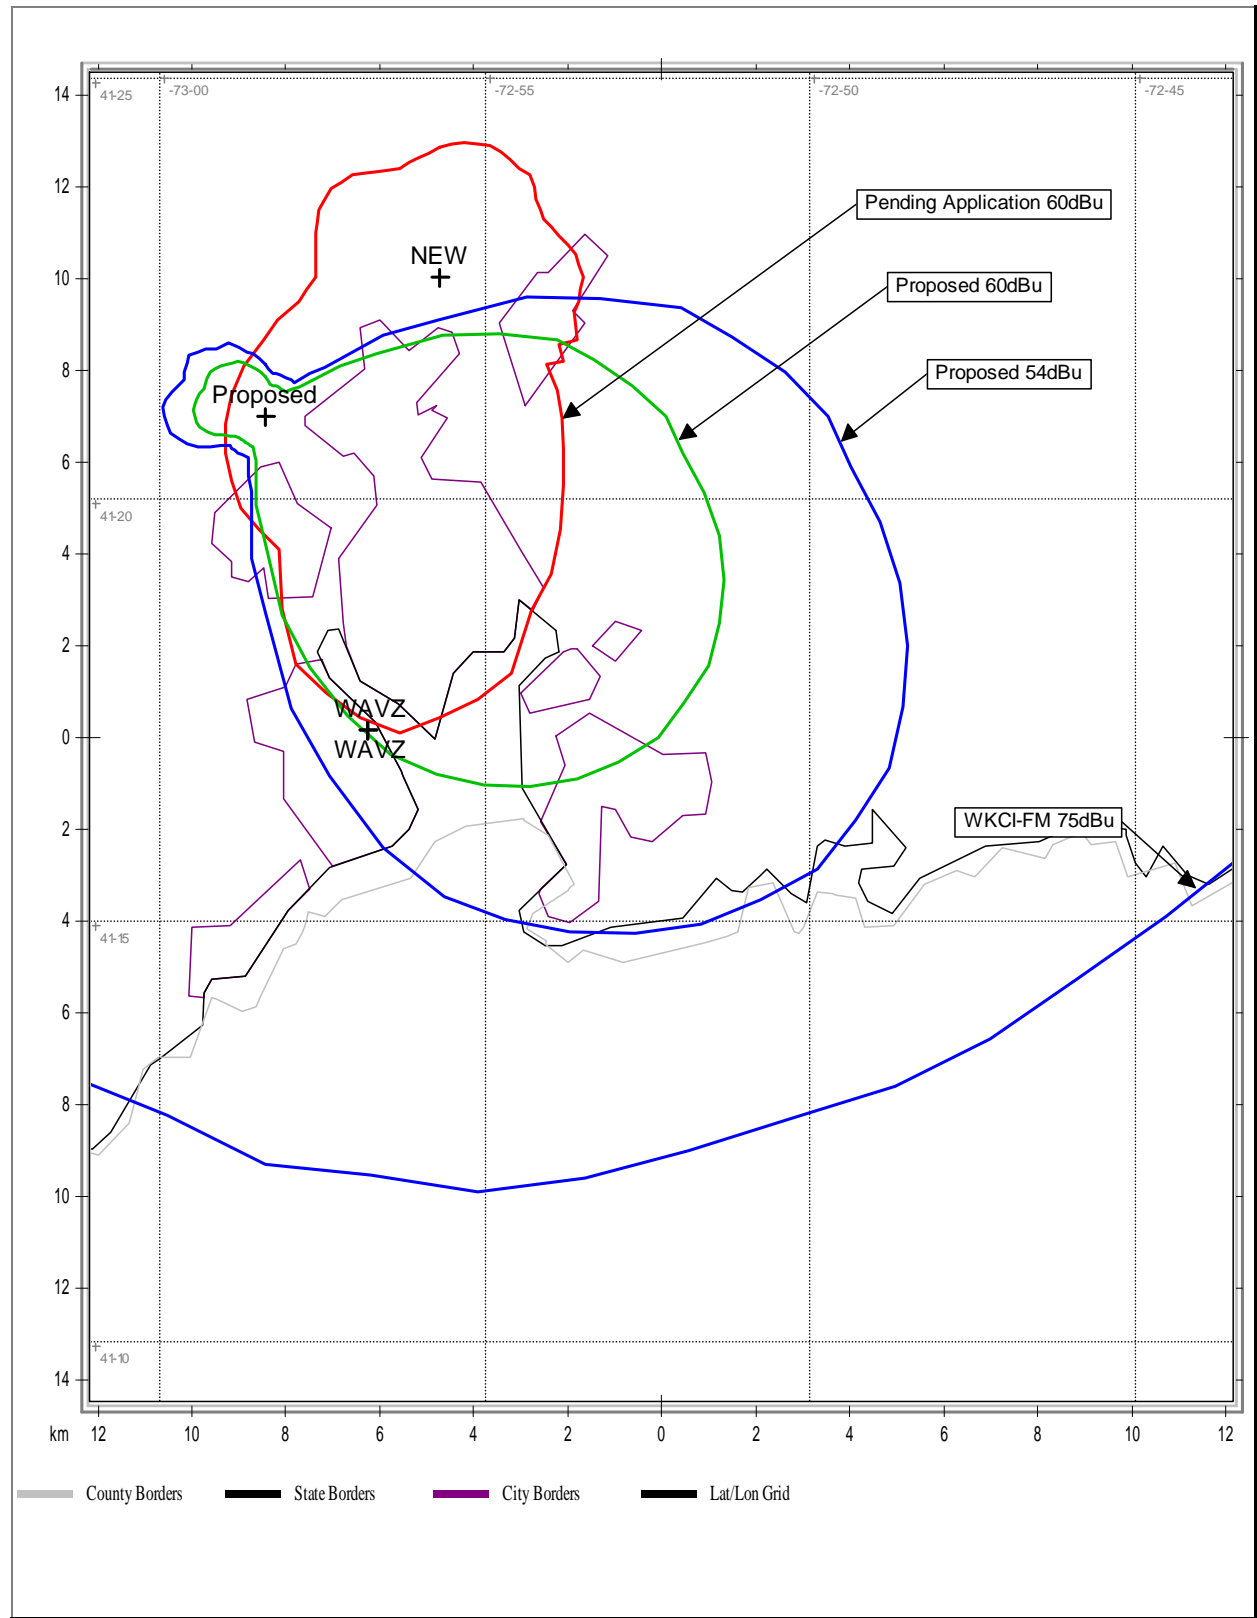 14
41-25
-73-00
-72-55
-72-50
-72-45
12
Pending Application 60dBu
NEW
10
Proposed 60dBu
8
Proposed
Proposed 54dBu
6
41-20
4
2
WAVZ
0
WAVZ
2
WKCI-FM 75dBu
4
41-15
6
8
10
12
41-10
14
km 12 10 8 6 4 2 0 2 4 6 8 10 12
County Borders State Borders City Borders Lat/Lon Grid